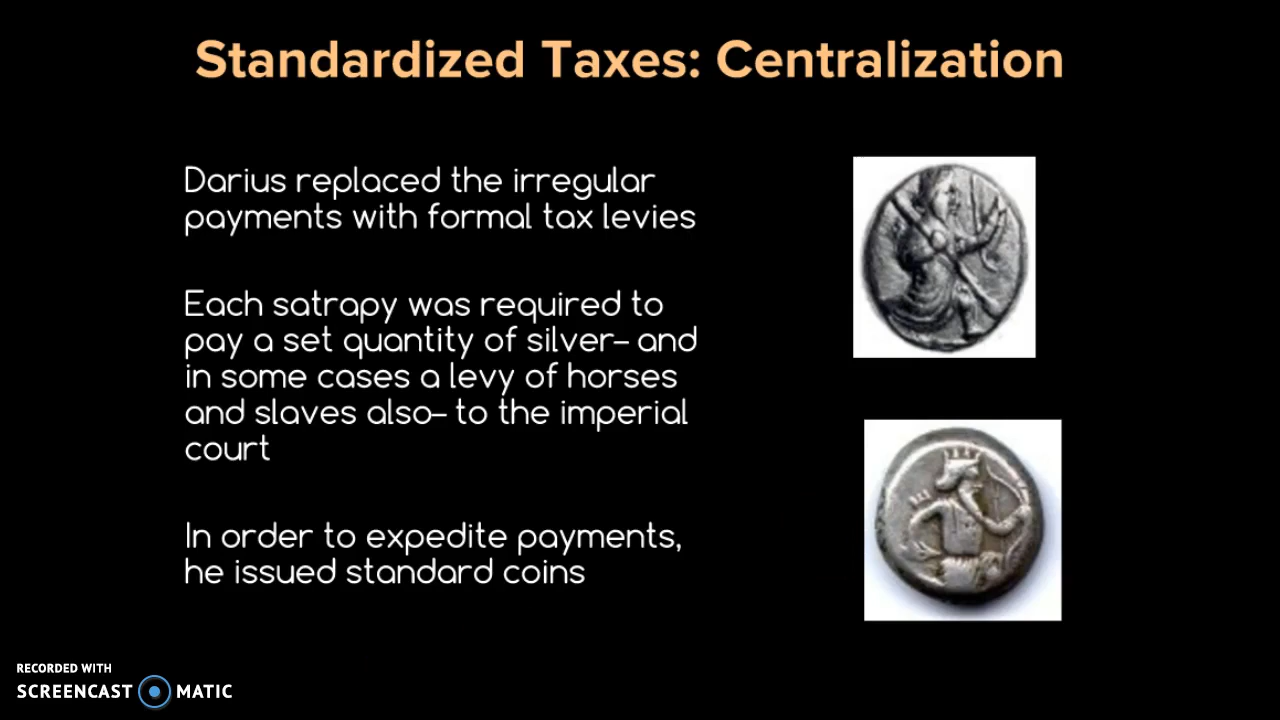 Standardized Taxes: Centralization
Darius replaced the irregular
payments with formal tax levies
Each satrapy was required to
pay a set quantity of silver– and
in some cases a levy of horses
and slaves also– to the imperial
court
In order to expedite payments,
he issued standard coins
RECORDED WITH
SCREENCAST MATIC